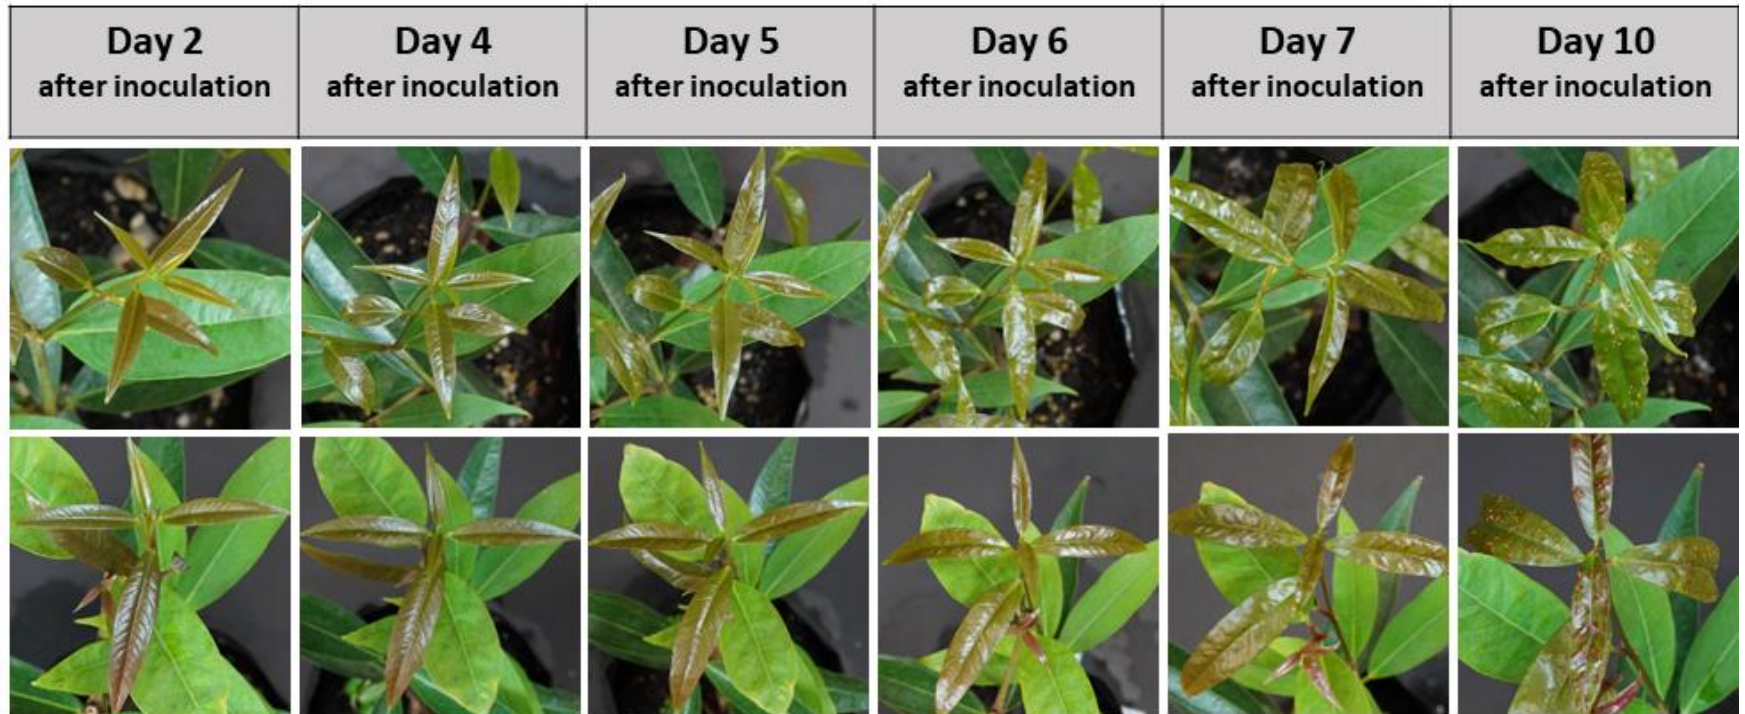 Day 2
after inoculation
Day 4
after inoculation
Day 5
after inoculation
Day 6
after inoculation
Day 7
after inoculation
Day 10
after inoculation